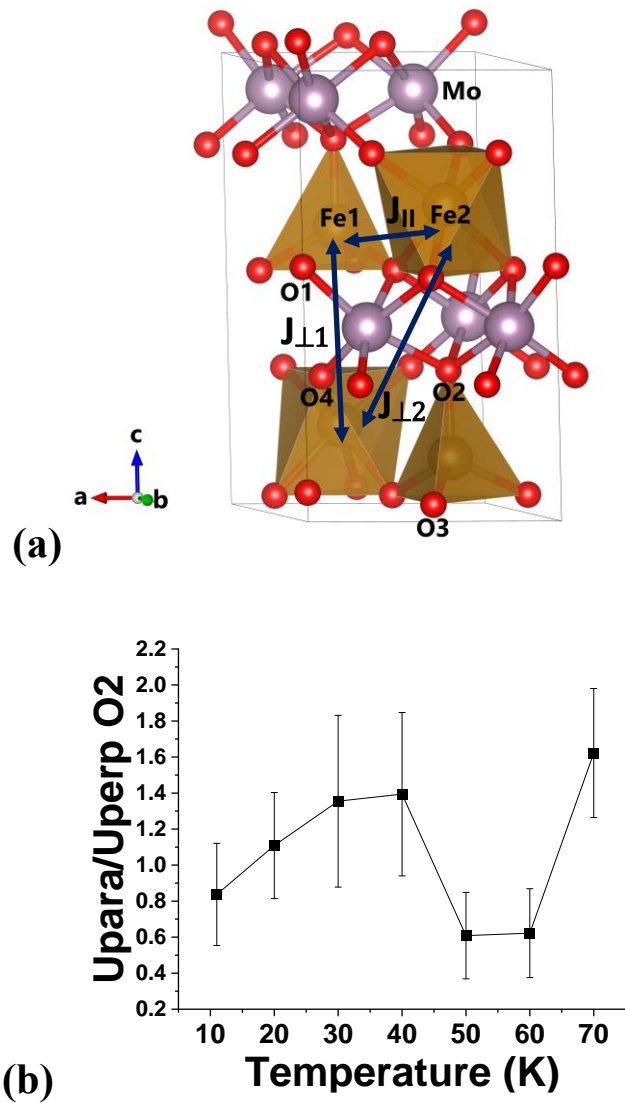 Mo
Fe1
J||
Fe2
O1
J⊥1
O4
O2
J⊥2
O3
c
a
b
(a)
Upara/Uperp O2
2.2
2.0
1.8
1.6
1.4
1.2
1.0
0.8
0.6
0.4
0.2
10 20 30 40 50 60 70
Temperature (K)
(b)